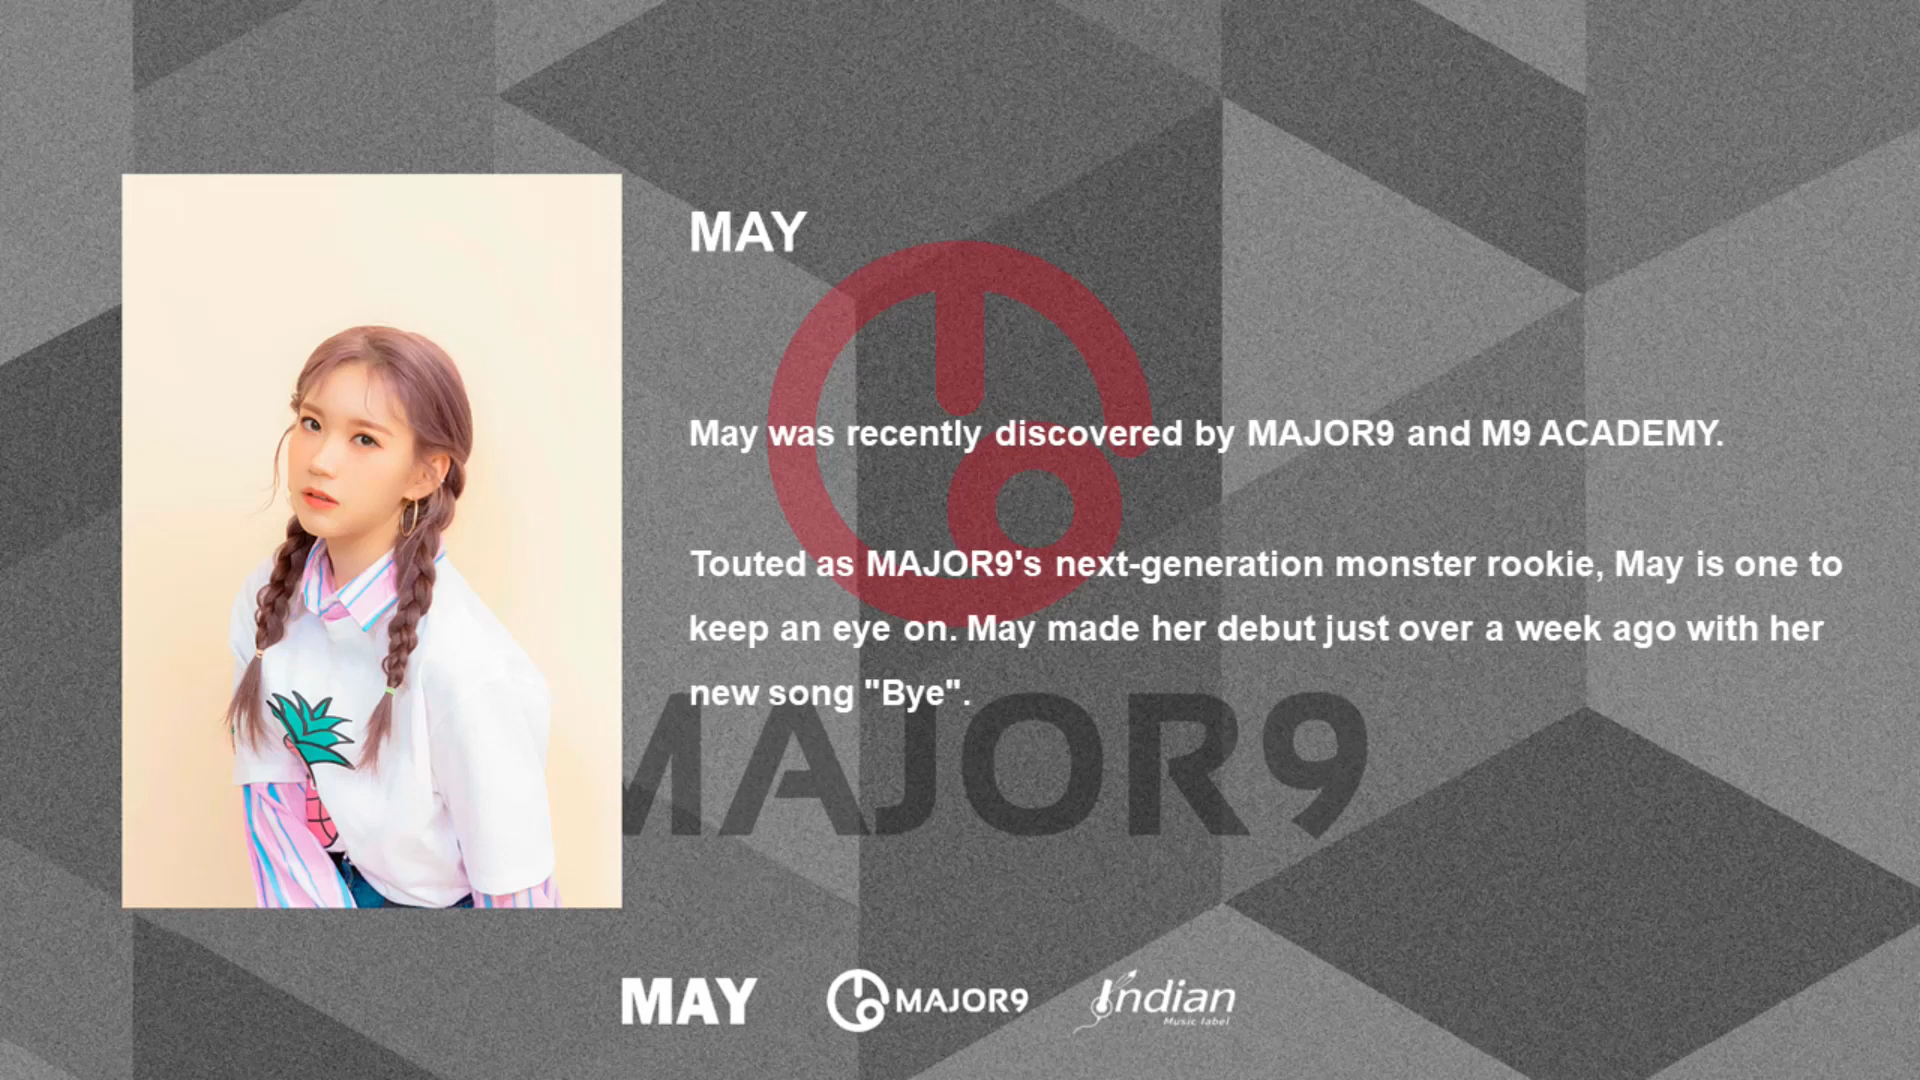 MAY
May was recently discovered by MAJOR9 and M9 ACADEMY.
Touted as MAJOR9's next-generation monster rookie, May is one to
keep an eye on. May made her debut just over a week ago with her
new song "Bye".
MAJOR9
MAY
MAJOR9
Indian
Music label